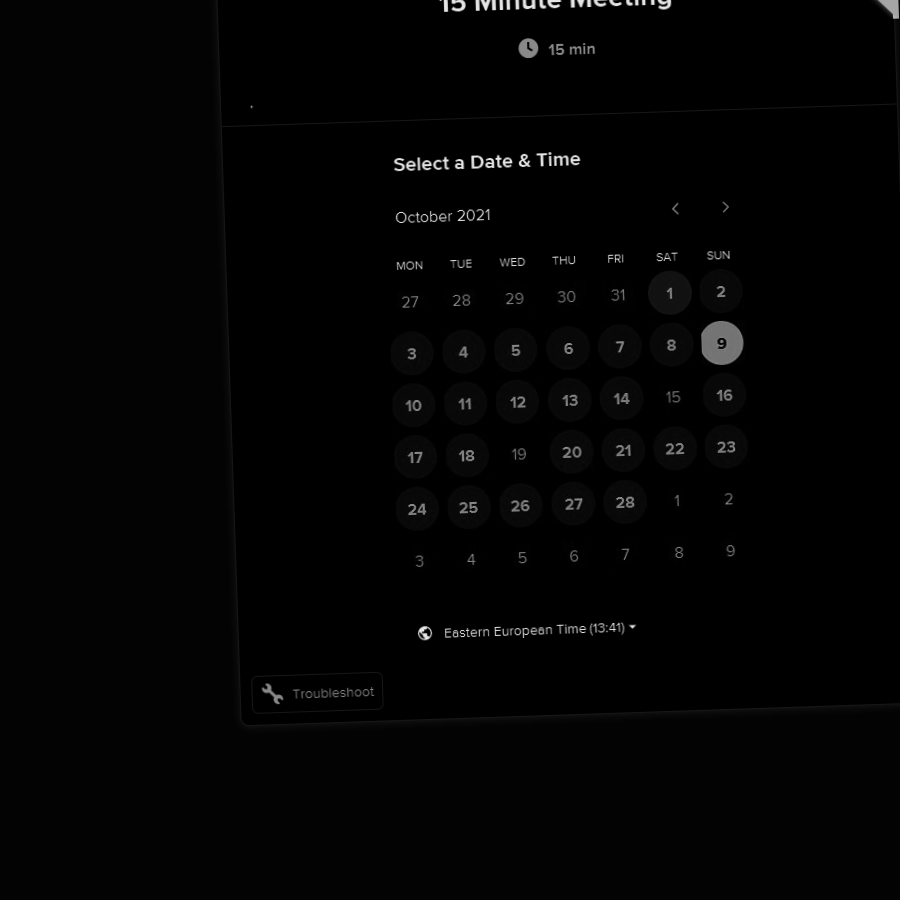 15 Minute Meeting
15 min
Select a Date & Time
October 2021
MON TUE WED THU FRI SAT SUN
27 28 29 30 31 1 2
3 4 5 6 7 8 9
10 11 12 13 14 15 16
17 18 19 20 21 22 23
24 25 26 27 28 1 2
3 4 5 6 7 8 9
Eastern European Time (13:41)
Troubleshoot